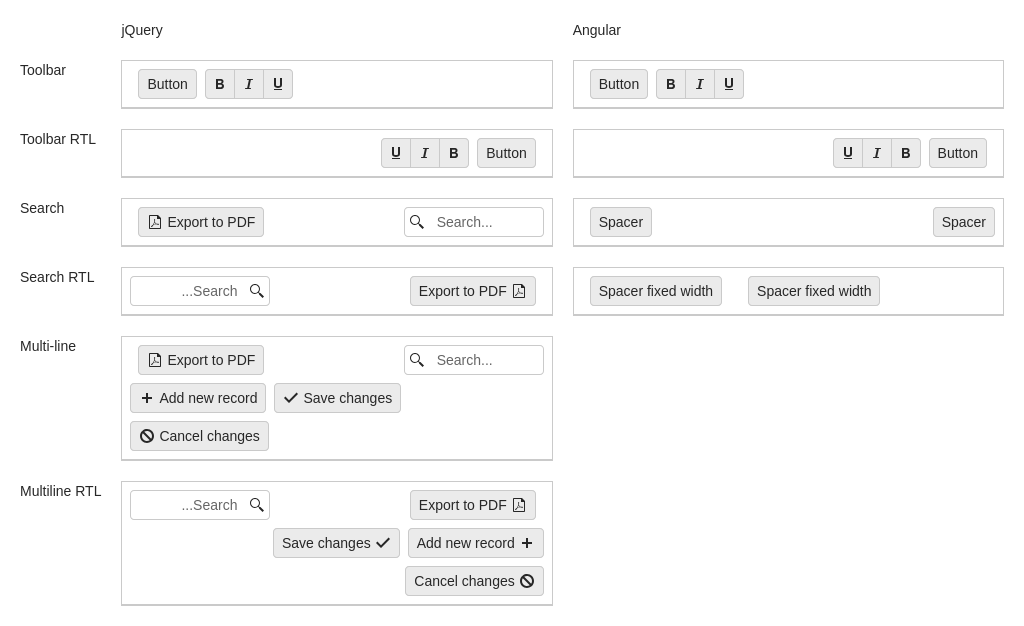 jQuery Angular
Toolbar Button B I U Button B I U
Toolbar RTL U I B Button U I B Button
Search Export to PDF Search... Spacer Spacer
Search RTL ...Search Export to PDF Spacer fixed width Spacer fixed width
Multi-line Export to PDF Search...
Add new record Save changes
Cancel changes
Multiline RTL ...Search Export to PDF
Save changes Add new record
Cancel changes